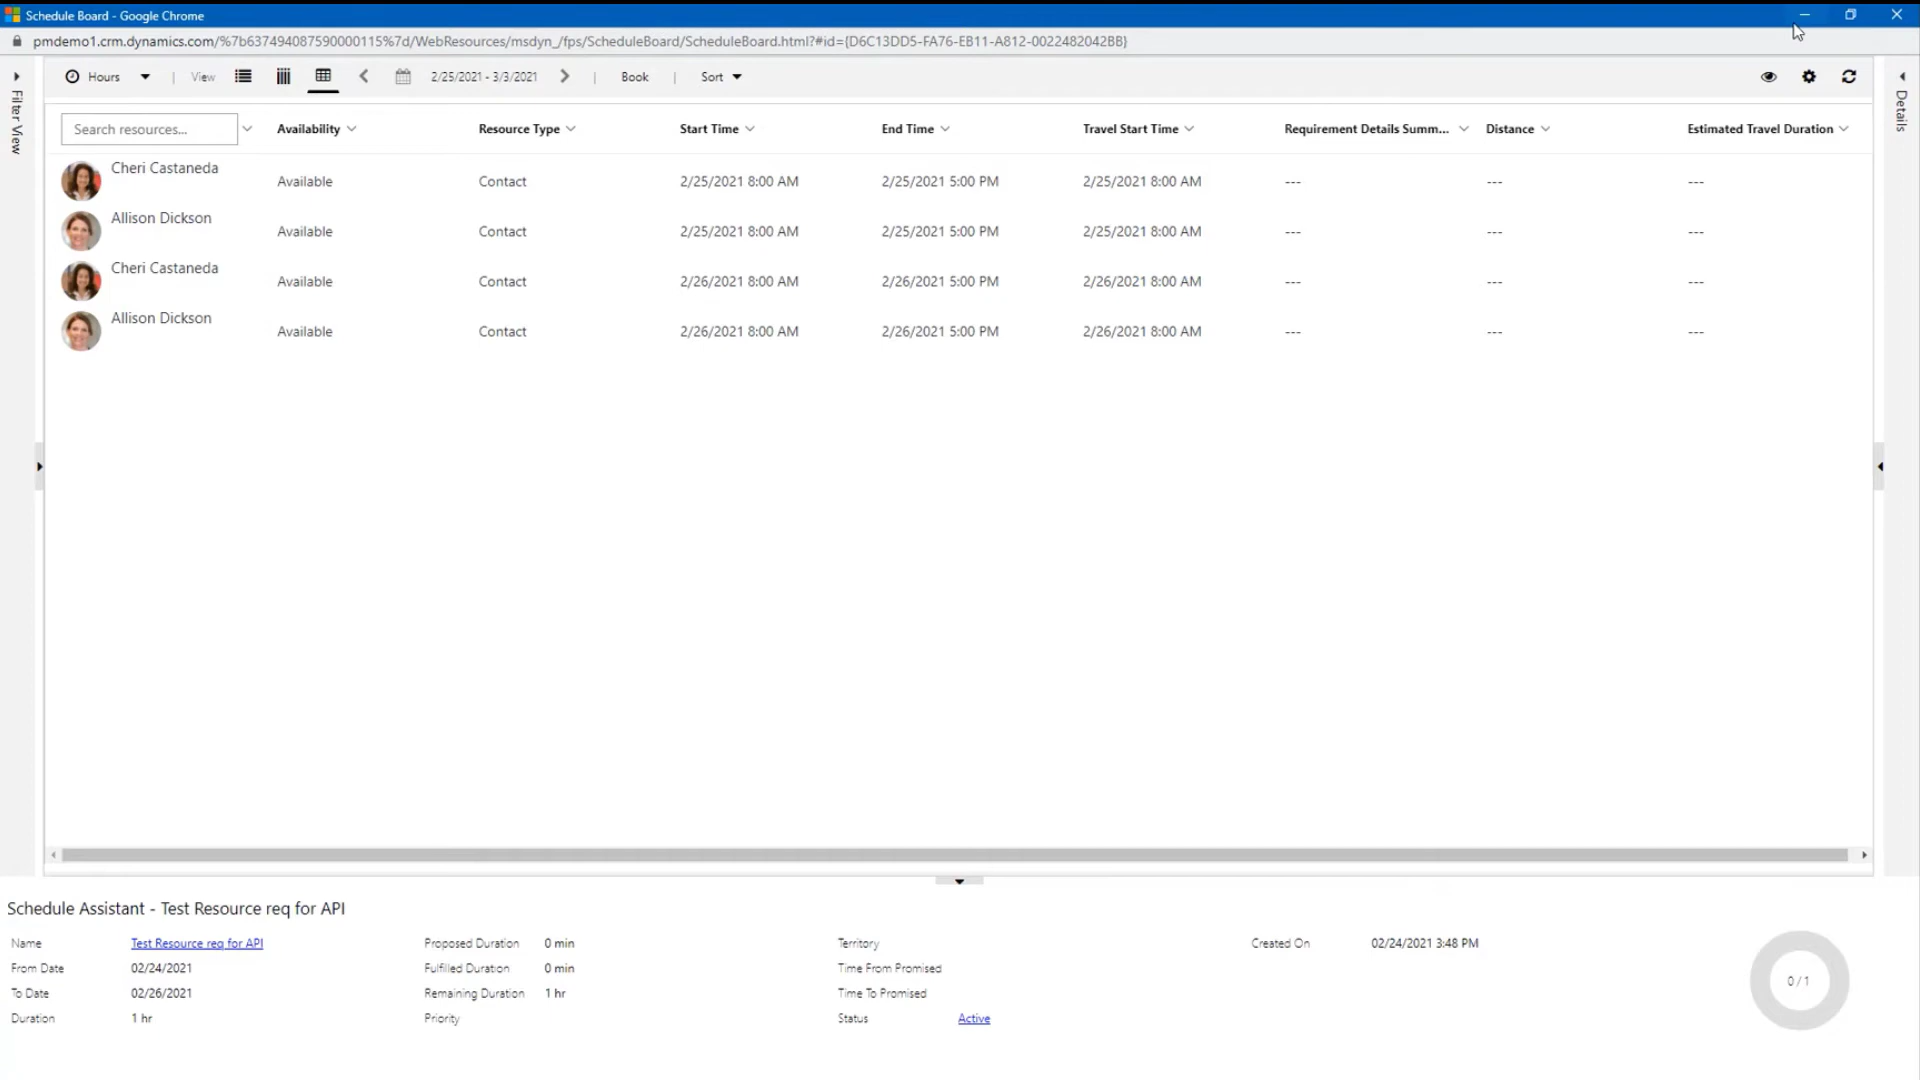 Schedule Board - Google Chrome
pmdemo1.crm.dynamics.com/%7b637494087590000115%7d/WebResources/msdyn_/fps/ScheduleBoard/ScheduleBoard.html?#id={D6C13DD5-FA76-EB11-A812-0022482042BB}
Hours | View 2/25/2021 - 3/3/2021 | Book | Sort
Filter View
Details
Search resources... Availability Resource Type Start Time End Time Travel Start Time Requirement Details Summ... Distance Estimated Travel Duration
Cheri Castaneda Available Contact 2/25/2021 8:00 AM 2/25/2021 5:00 PM 2/25/2021 8:00 AM --- --- ---
Allison Dickson Available Contact 2/25/2021 8:00 AM 2/25/2021 5:00 PM 2/25/2021 8:00 AM --- --- ---
Cheri Castaneda Available Contact 2/26/2021 8:00 AM 2/26/2021 5:00 PM 2/26/2021 8:00 AM --- --- ---
Allison Dickson Available Contact 2/26/2021 8:00 AM 2/26/2021 5:00 PM 2/26/2021 8:00 AM --- --- ---
Schedule Assistant - Test Resource req for API
Name Test Resource req for API Proposed Duration 0 min Territory Created On 02/24/2021 3:48 PM
From Date 02/24/2021 Fulfilled Duration 0 min Time From Promised
To Date 02/26/2021 Remaining Duration 1 hr Time To Promised
Duration 1 hr Priority Status Active
0 / 1